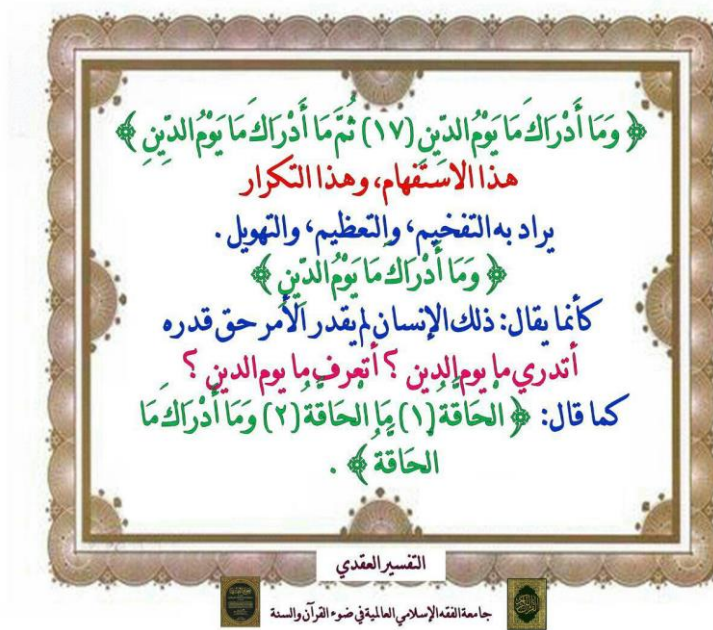 ﴿ وَمَا أَدْرَاكَ مَا يَوْمُ الدِّينِ (١٧) ثُمَّ مَا أَدْرَاكَ مَا يَوْمُ الدِّينِ ﴾
هذا الاستفهام، وهذا التكرار
يراد به التفخيم، والتعظيم، والتهويل .
﴿ وَمَا أَدْرَاكَ مَا يَوْمُ الدِّينِ ﴾
كأنما يقال: ذلك الإنسان لم يقدر الأمر حق قدره
أتدري ما يوم الدين ؟ أتعرف ما يوم الدين ؟
كما قال: ﴿ الْحَاقَّةُ (١) مَا الْحَاقَّةُ (٢) وَمَا أَدْرَاكَ مَا
الْحَاقَّةُ ﴾ .
التفسير العقدي
جامعة الفقه الإسلامي العالمية في ضوء القرآن والسنة